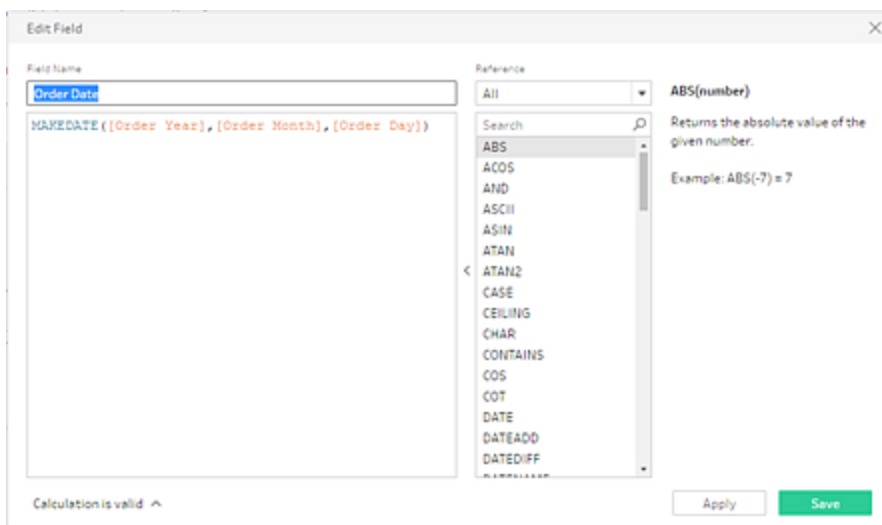 Edit Field
Field Name
Order Date
MAKEDATE([Order Year],[Order Month],[Order Day])
Calculation is valid
Reference
All
Search
ABS
ACOS
AND
ASCII
ASIN
ATAN
ATAN2
CASE
CEILING
CHAR
CONTAINS
COS
COT
DATE
DATEADD
DATEDIFF
DATENAME
ABS(number)
Returns the absolute value of the
given number.
Example: ABS(-7) = 7
Apply
Save